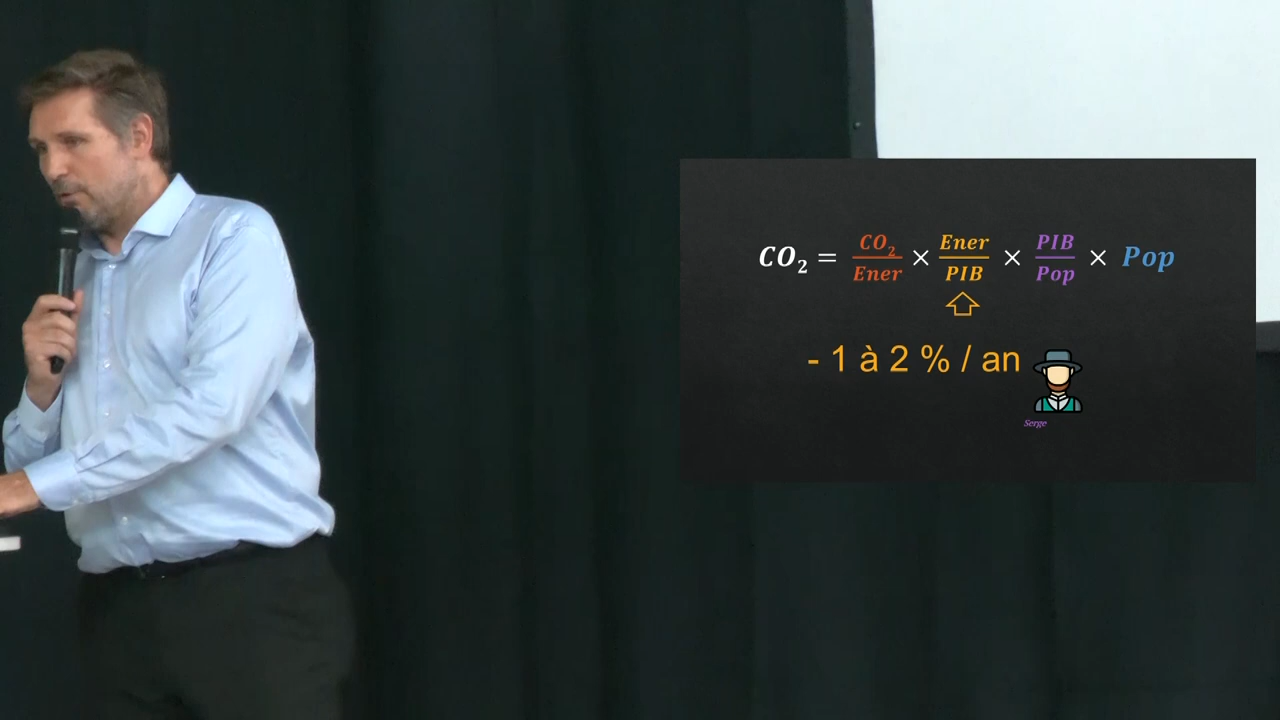 CO₂ = CO₂/Ener × Ener/PIB × PIB/Pop × Pop
- 1 à 2 % / an
Serge